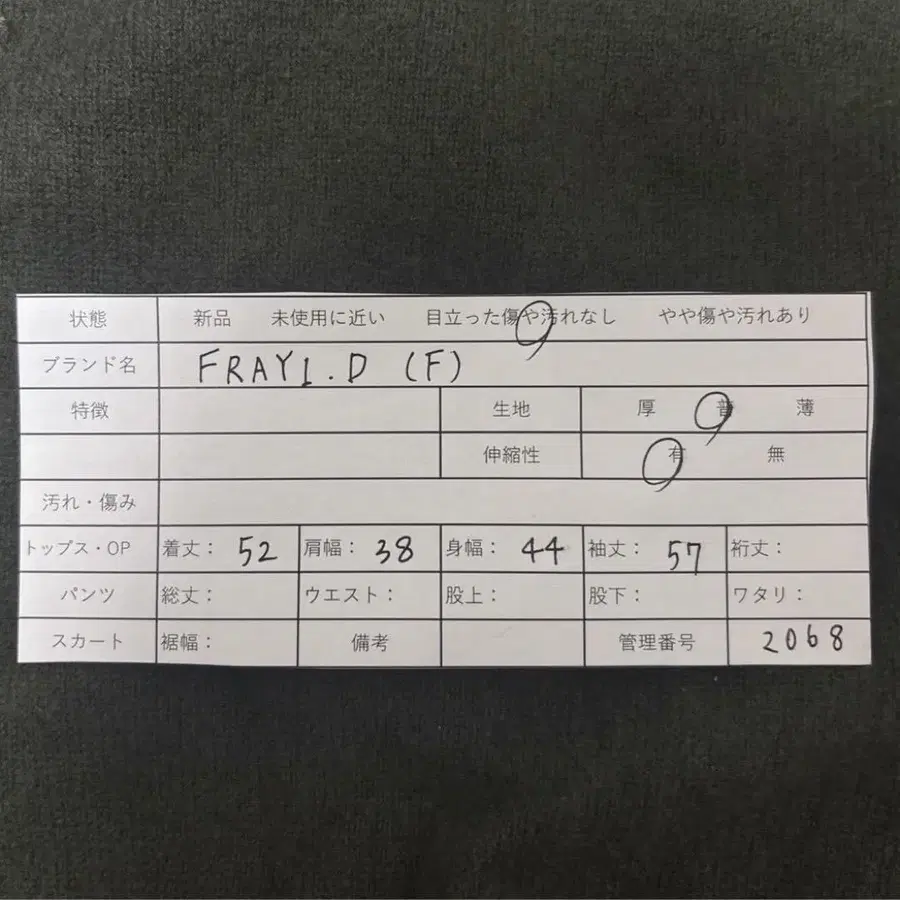 状態 新品 未使用に近い 目立った傷や汚れなし やや傷や汚れあり
ブランド名 FRAY I.D (F)
特徴 生地 厚 普 薄
伸縮性 有 無
汚れ・傷み
トップス・OP 着丈： 52 肩幅： 38 身幅： 44 袖丈： 57 裄丈：
パンツ 総丈： ウエスト： 股上： 股下： ワタリ：
スカート 裾幅： 備考 管理番号 2068